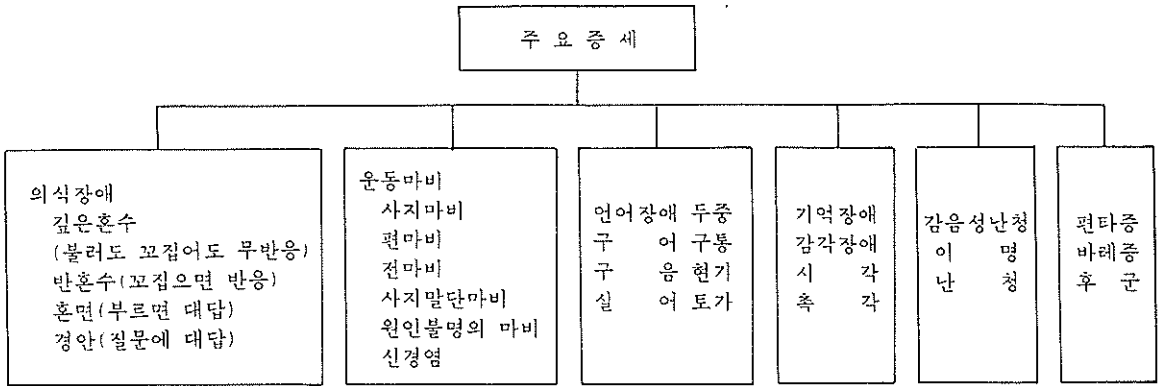 주 요 증 세
의식장애
깊은혼수
(불러도 꼬집어도 무반응)
반혼수(꼬집으면 반응)
혼면(부르면 대답)
경안(질문에 대답)
운동마비
사지마비
편마비
전마비
사지말단마비
원인불명의 마비
신경염
언어장애 두중
구 어 구통
구 음 현기
실 어 토가
기억장애
감각장애
시 각
촉 각
감음성난청
이 명
난 청
편타증
바레증
후 군